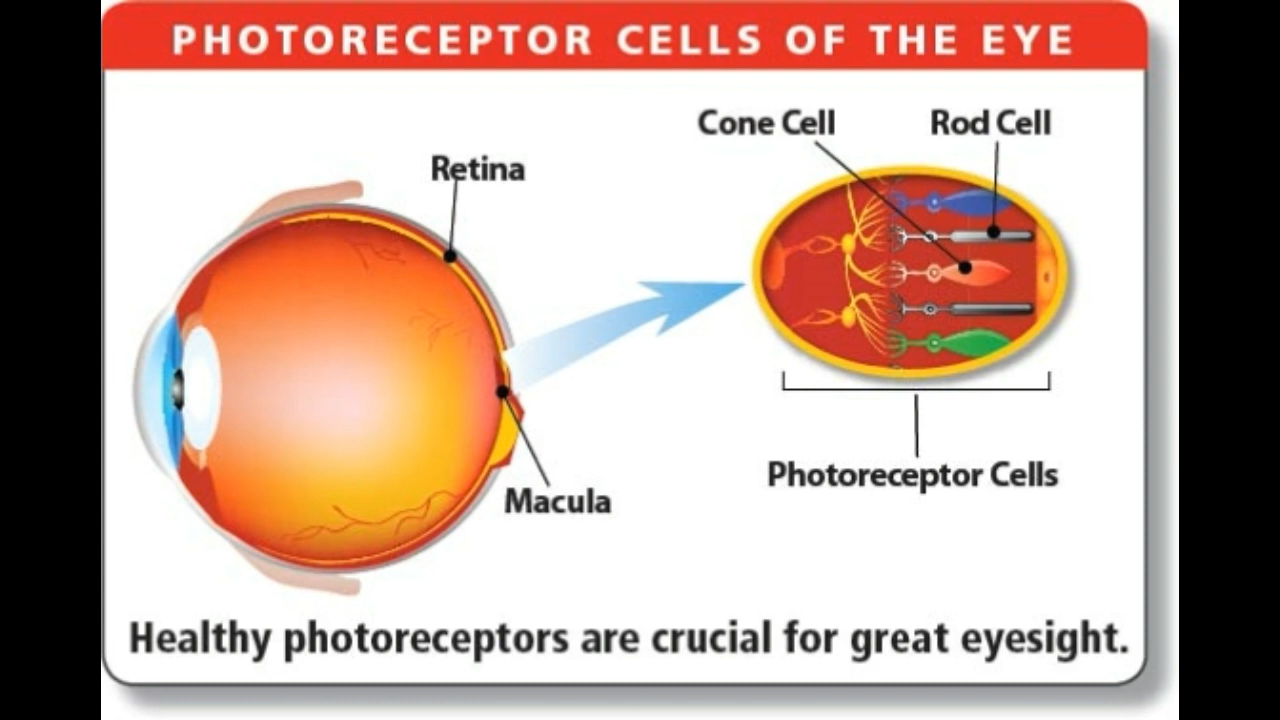 PHOTORECEPTOR CELLS OF THE EYE
Cone Cell
Rod Cell
Retina
Macula
Photoreceptor Cells
Healthy photoreceptors are crucial for great eyesight.